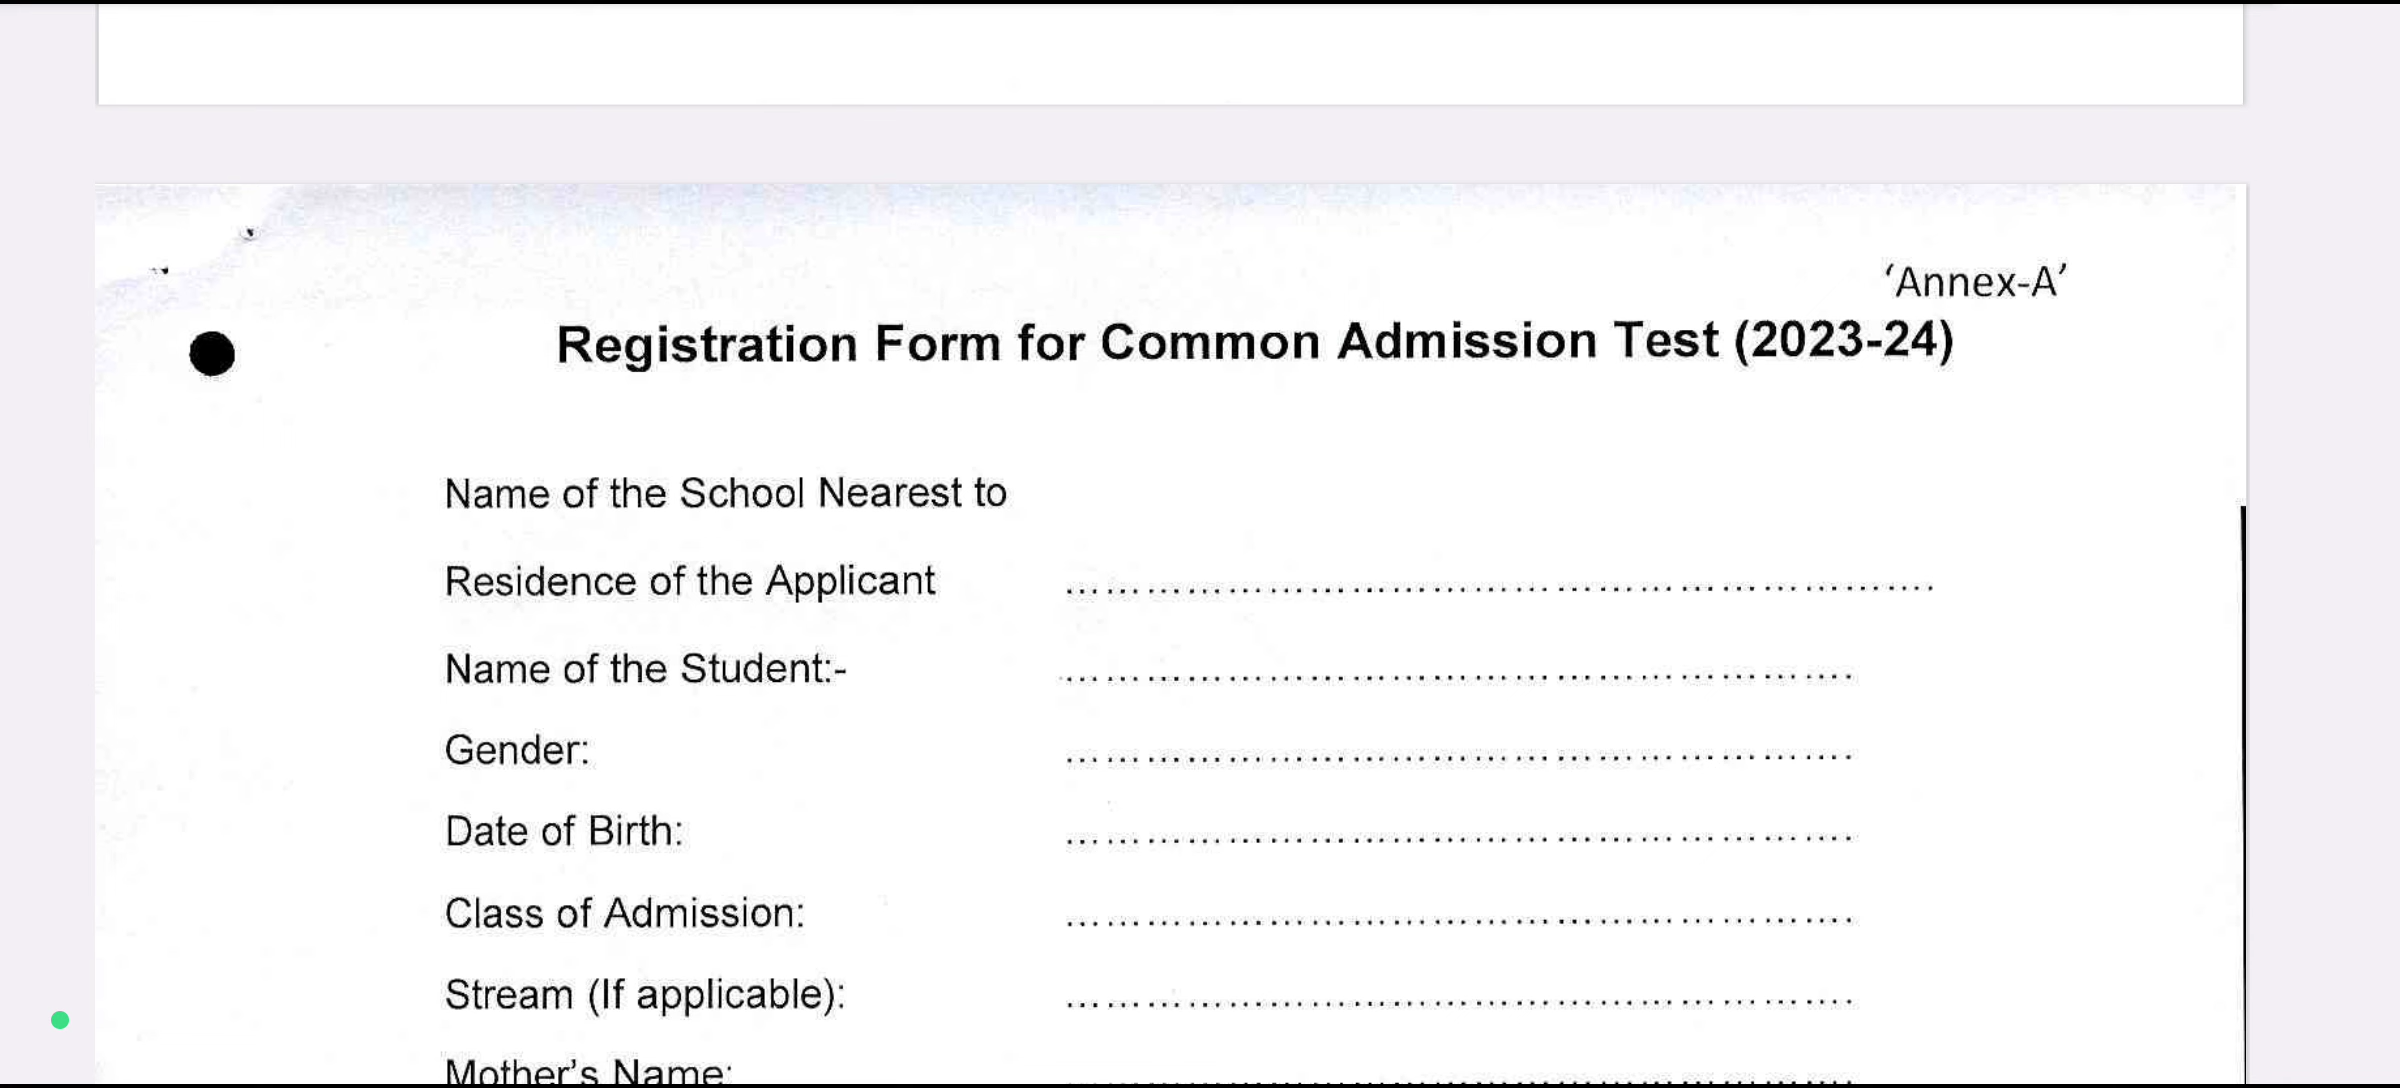 'Annex-A'
Registration Form for Common Admission Test (2023-24)
Name of the School Nearest to
Residence of the Applicant ..........................................................
Name of the Student:- ..........................................................
Gender: ..........................................................
Date of Birth: ..........................................................
Class of Admission: ..........................................................
Stream (If applicable): ..........................................................
Mother's Name: ..........................................................